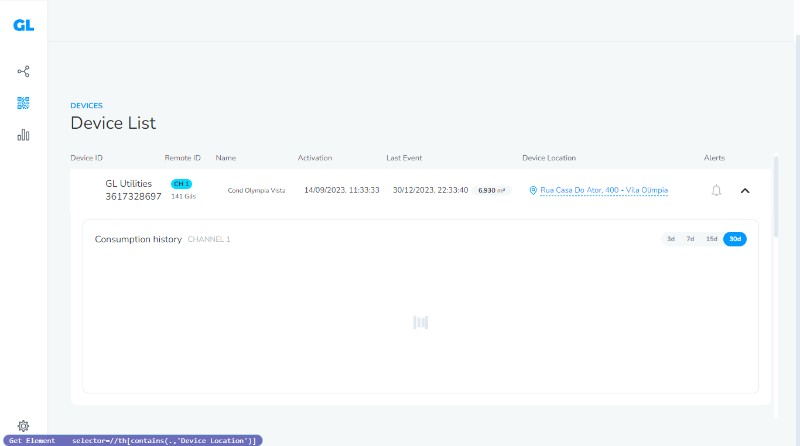 GL
DEVICES
Device List
Device ID Remote ID Name Activation Last Event Device Location Alerts
GL Utilities CH 1
3617328697 141 Gás Cond Olympia Vista 14/09/2023, 11:33:33 30/12/2023, 22:33:40 6.930 m³ Rua Casa Do Ator, 400 - Vila Olímpia
Consumption history CHANNEL 1 3d 7d 15d 30d
Get Element selector=//th[contains(.,'Device Location')]